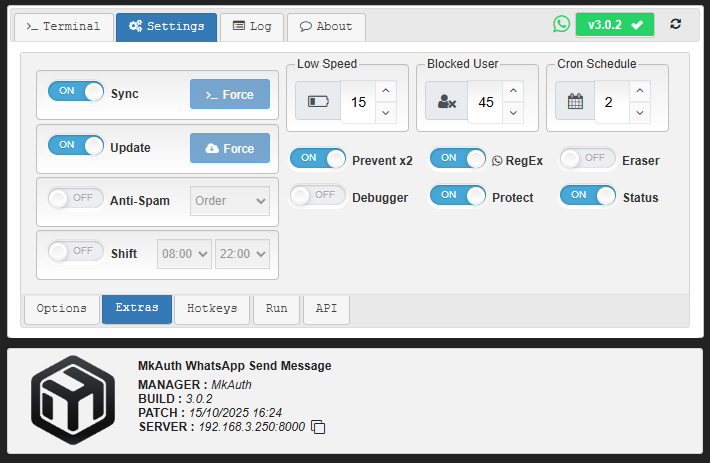 >_ Terminal Settings Log About v3.0.2
Low Speed Blocked User Cron Schedule
ON Sync >_ Force 15 45 2
ON Update Force
ON Prevent x2 ON RegEx OFF Eraser
OFF Anti-Spam Order OFF Debugger ON Protect ON Status
OFF Shift 08:00 22:00
Options Extras Hotkeys Run API
MkAuth WhatsApp Send Message
MANAGER : MkAuth
BUILD : 3.0.2
PATCH : 15/10/2025 16:24
SERVER : 192.168.3.250:8000